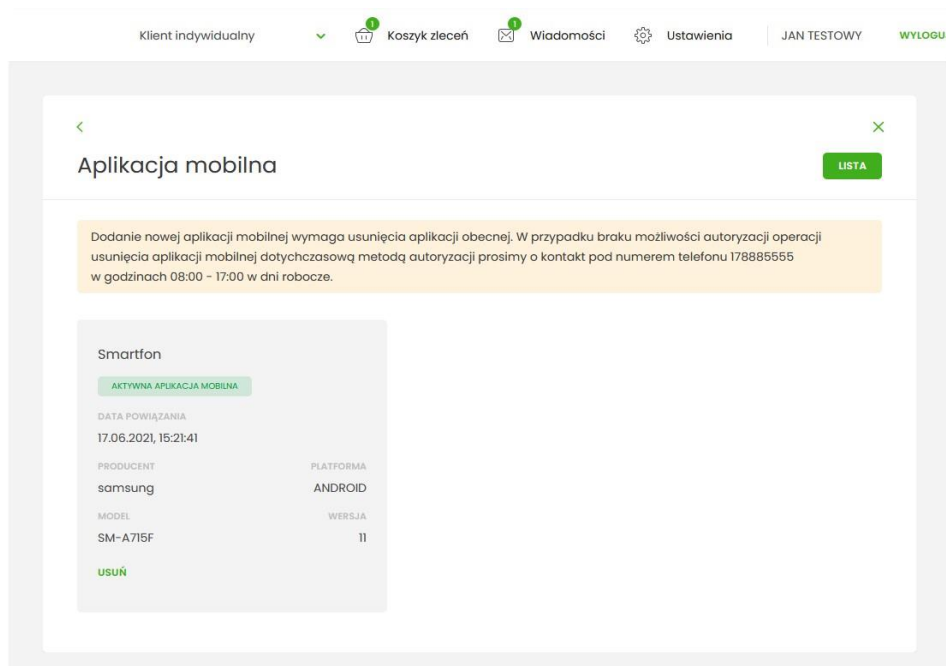 Klient indywidualny
1
Koszyk zleceń
1
Wiadomości
Ustawienia
JAN TESTOWY
WYLOGU
Aplikacja mobilna
LISTA
Dodanie nowej aplikacji mobilnej wymaga usunięcia aplikacji obecnej. W przypadku braku możliwości autoryzacji operacji
usunięcia aplikacji mobilnej dotychczasową metodą autoryzacji prosimy o kontakt pod numerem telefonu 178885555
w godzinach 08:00 - 17:00 w dni robocze.
Smartfon
AKTYWNA APLIKACJA MOBILNA
DATA POWIĄZANIA
17.06.2021, 15:21:41
PRODUCENT PLATFORMA
samsung ANDROID
MODEL WERSJA
SM-A715F 11
USUŃ